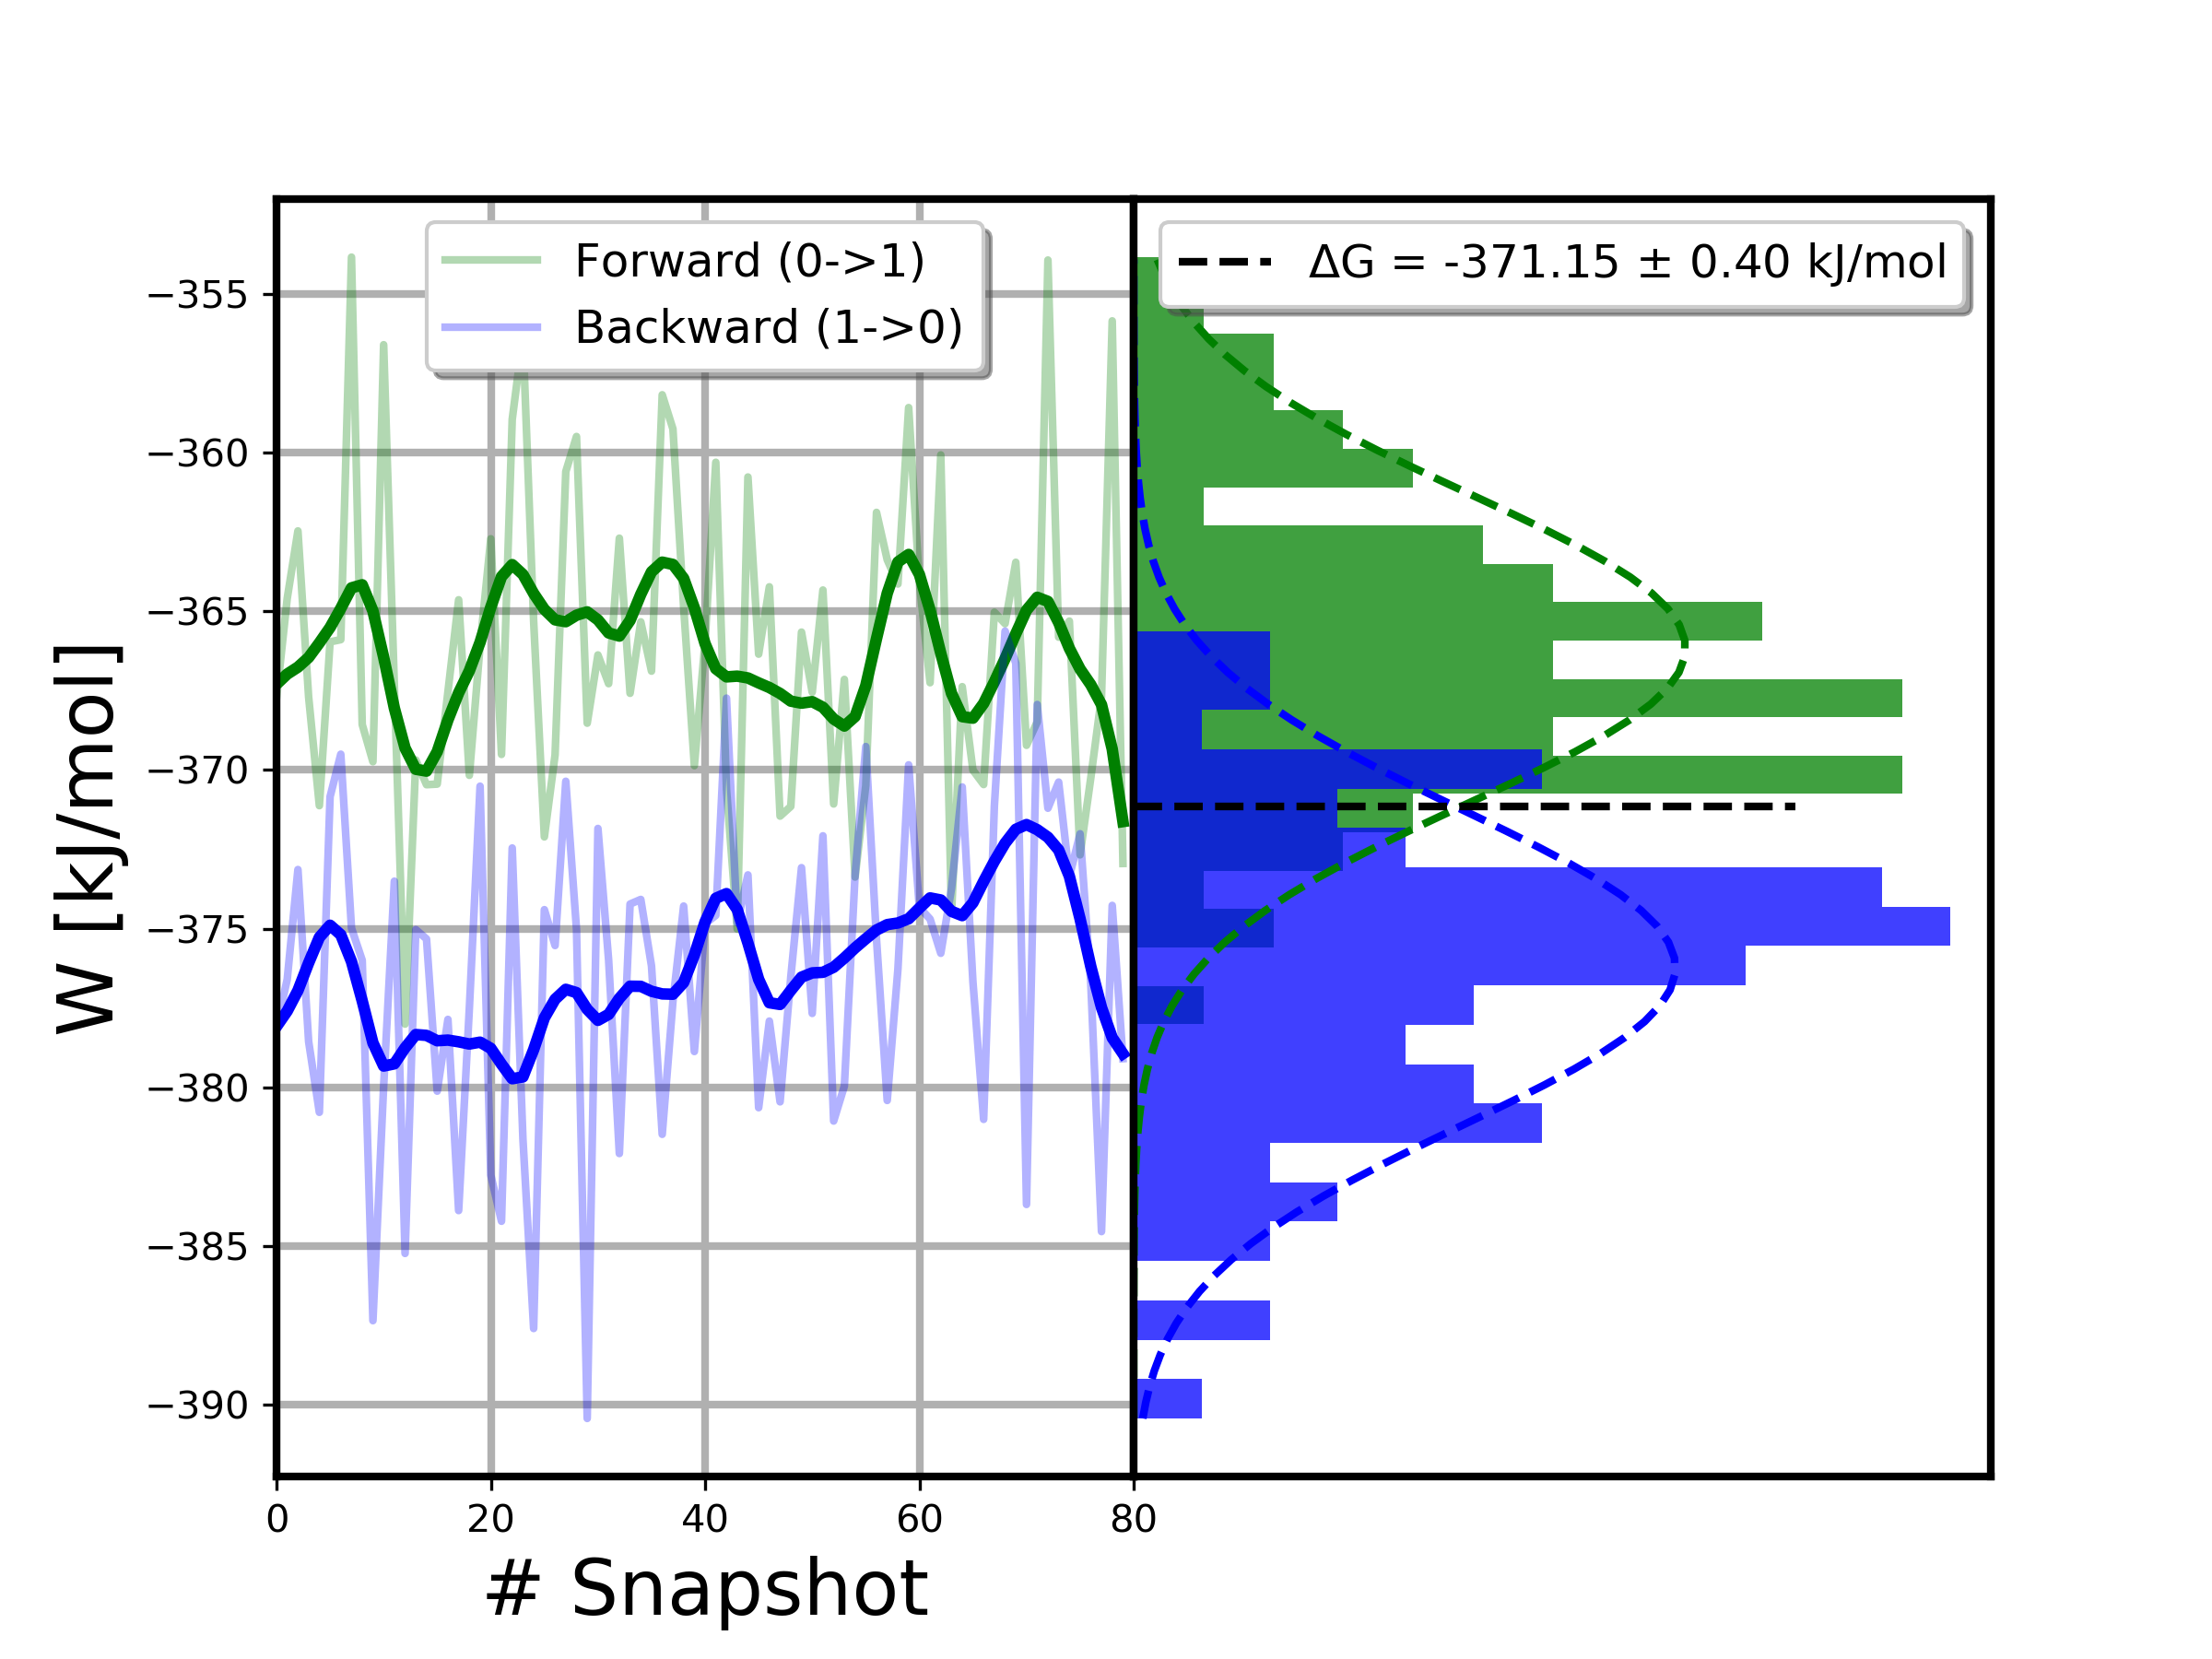 Forward (0->1)
Backward (1->0)
ΔG = -371.15 ± 0.40 kJ/mol
W [kJ/mol]
−355
−360
−365
−370
−375
−380
−385
−390
0 20 40 60 80
# Snapshot